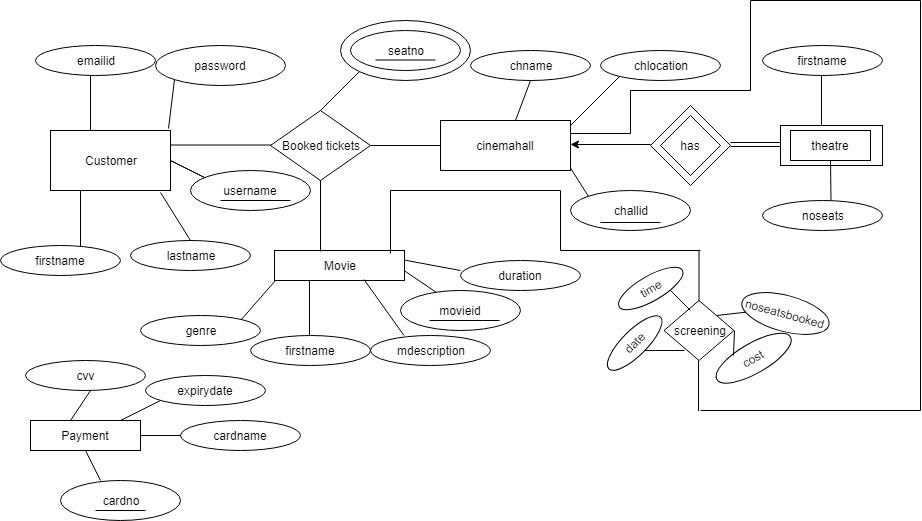 seatno
emailid
password
chname
chlocation
firstname
Customer
Booked tickets
cinemahall
has
theatre
username
challid
noseats
firstname
lastname
Movie
duration
time
movieid
noseatsbooked
genre
screening
firstname
mdescription
date
cost
cvv
expirydate
Payment
cardname
cardno